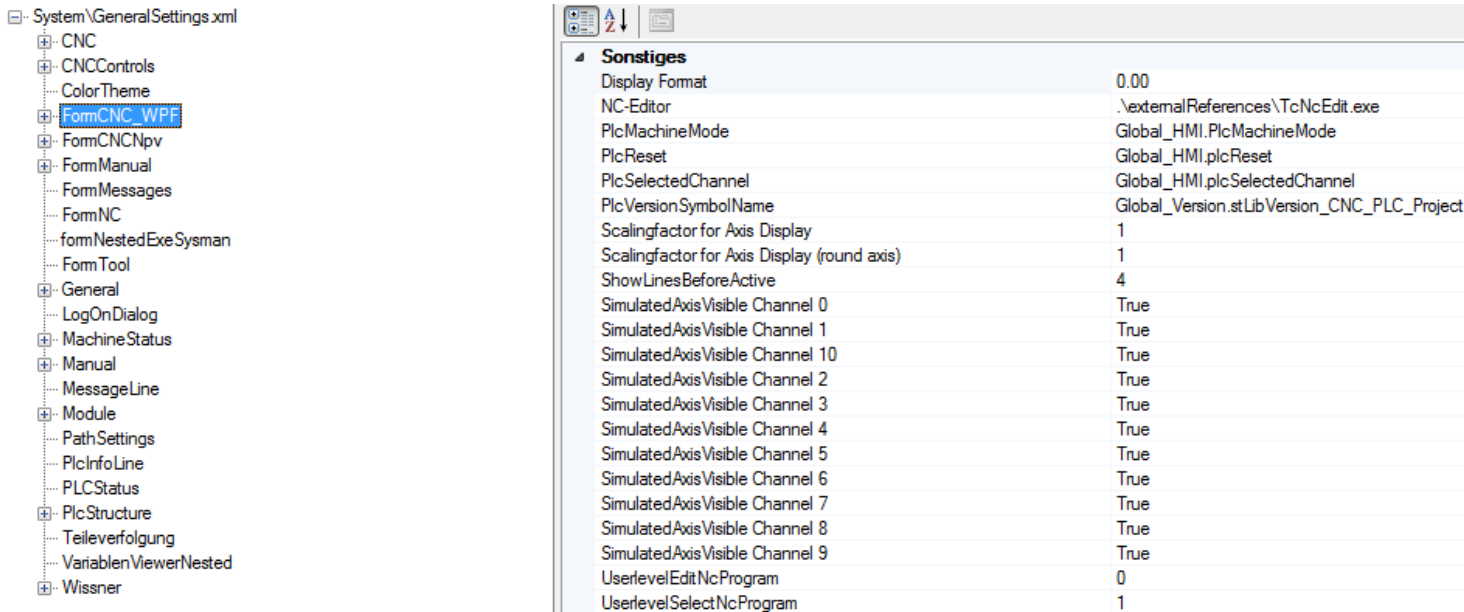 System\GeneralSettings.xml
CNC
CNCControls
ColorTheme
FormCNC_WPF
FormCNCNpv
FormManual
FormMessages
FormNC
formNestedExeSysman
FormTool
General
LogOnDialog
MachineStatus
Manual
MessageLine
Module
PathSettings
PlcInfoLine
PLCStatus
PlcStructure
Teileverfolgung
VariablenViewerNested
Wissner
Sonstiges
Display Format 0.00
NC-Editor .\externalReferences\TcNcEdit.exe
PlcMachineMode Global_HMI.PlcMachineMode
PlcReset Global_HMI.plcReset
PlcSelectedChannel Global_HMI.plcSelectedChannel
PlcVersionSymbolName Global_Version.stLibVersion_CNC_PLC_Project
Scalingfactor for Axis Display 1
Scalingfactor for Axis Display (round axis) 1
ShowLinesBeforeActive 4
SimulatedAxisVisible Channel 0 True
SimulatedAxisVisible Channel 1 True
SimulatedAxisVisible Channel 10 True
SimulatedAxisVisible Channel 2 True
SimulatedAxisVisible Channel 3 True
SimulatedAxisVisible Channel 4 True
SimulatedAxisVisible Channel 5 True
SimulatedAxisVisible Channel 6 True
SimulatedAxisVisible Channel 7 True
SimulatedAxisVisible Channel 8 True
SimulatedAxisVisible Channel 9 True
UserlevelEditNcProgram 0
UserlevelSelectNcProgram 1